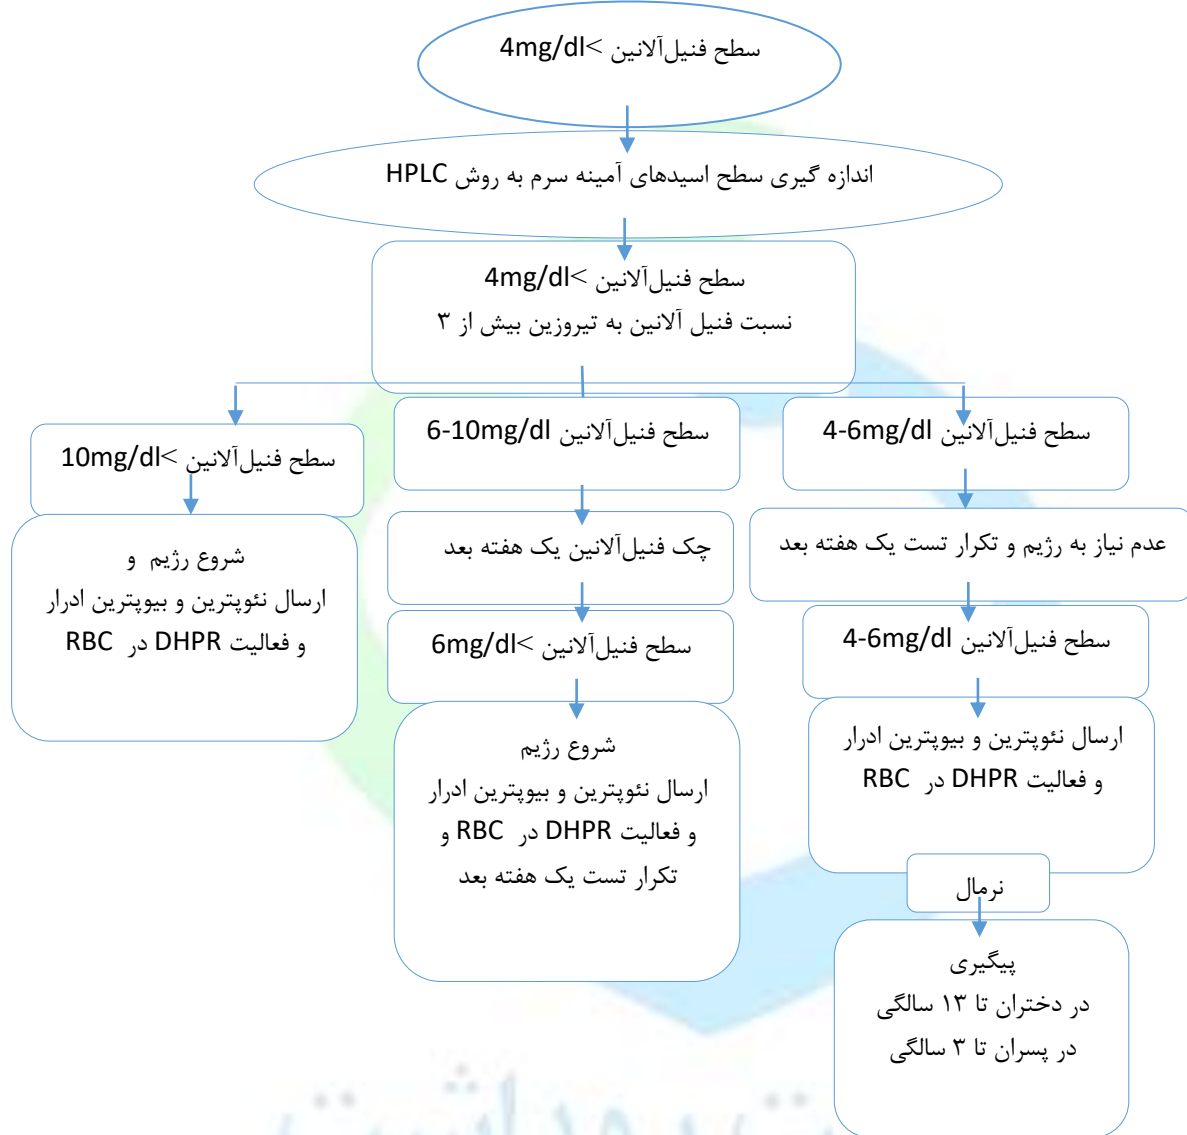 سطح فنیل‌آلانین >4mg/dl
اندازه گیری سطح اسیدهای آمینه سرم به روش HPLC
سطح فنیل‌آلانین >4mg/dl
نسبت فنیل آلانین به تیروزین بیش از ۳
سطح فنیل‌آلانین 4-6mg/dl
عدم نیاز به رژیم و تکرار تست یک هفته بعد
سطح فنیل‌آلانین 4-6mg/dl
ارسال نئوپترین و بیوپترین ادرار
و فعالیت DHPR در RBC
نرمال
پیگیری
در دختران تا ۱۳ سالگی
در پسران تا ۳ سالگی
سطح فنیل‌آلانین 6-10mg/dl
چک فنیل‌آلانین یک هفته بعد
سطح فنیل‌آلانین >6mg/dl
شروع رژیم
ارسال نئوپترین و بیوپترین ادرار
و فعالیت DHPR در RBC و
تکرار تست یک هفته بعد
سطح فنیل‌آلانین >10mg/dl
شروع رژیم و
ارسال نئوپترین و بیوپترین ادرار
و فعالیت DHPR در RBC